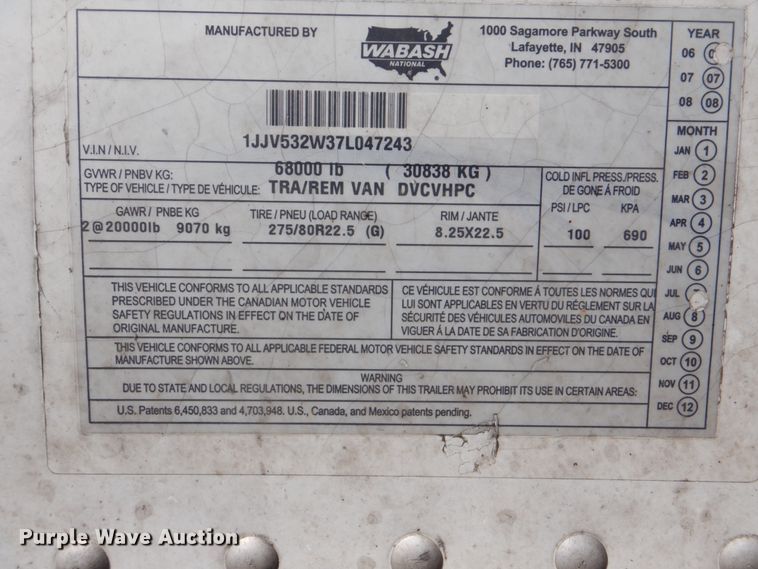 MANUFACTURED BY
WABASH
NATIONAL
1000 Sagamore Parkway South
Lafayette, IN 47905
Phone: (765) 771-5300
YEAR
06
07 07
08 08
V.I.N / N.I.V.
1JJV532W37L047243
GVWR / PNBV KG: 68000 lb ( 30838 KG )
TYPE OF VEHICLE / TYPE DE VÉHICULE: TRA/REM VAN DVCVHPC
COLD INFL PRESS./PRESS.
DE GONE Á FROID
GAWR / PNBE KG
TIRE / PNEU (LOAD RANGE)
RIM / JANTE
PSI / LPC
KPA
2@20000lb 9070 kg
275/80R22.5 (G)
8.25X22.5
100
690
THIS VEHICLE CONFORMS TO ALL APPLICABLE STANDARDS
PRESCRIBED UNDER THE CANADIAN MOTOR VEHICLE
SAFETY REGULATIONS IN EFFECT ON THE DATE OF
ORIGINAL MANUFACTURE.
CE VÉHICULE EST CONFORME Á TOUTES LES NORMES QUI
LUI SONT APPLICABLES EN VERTU DU RÉGLEMENT SUR LA
SÉCURITÉ DES VÉHICULES AUTOMOBILES DU CANADA EN
VIGUER Á LA DATE DE SA FABRICATION D'ORIGINE.
THIS VEHICLE CONFORMS TO ALL APPLICABLE FEDERAL MOTOR VEHICLE SAFETY STANDARDS IN EFFECT ON THE DATE OF
MANUFACTURE SHOWN ABOVE.
WARNING
DUE TO STATE AND LOCAL REGULATIONS, THE DIMENSIONS OF THIS TRAILER MAY PROHIBIT ITS USE IN CERTAIN AREAS:
U.S. Patents 6,450,833 and 4,703,948. U.S., Canada, and Mexico patents pending.
MONTH
JAN 1
FEB 2
MAR 3
APR 4
MAY 5
JUN 6
JUL
AUG 8
SEP 9
OCT 10
NOV 11
DEC 12
Purple Wave Auction